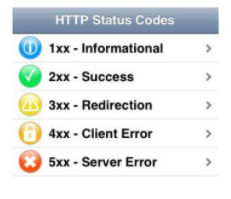 HTTP Status Codes
1xx - Informational
2xx - Success
3xx - Redirection
4xx - Client Error
5xx - Server Error